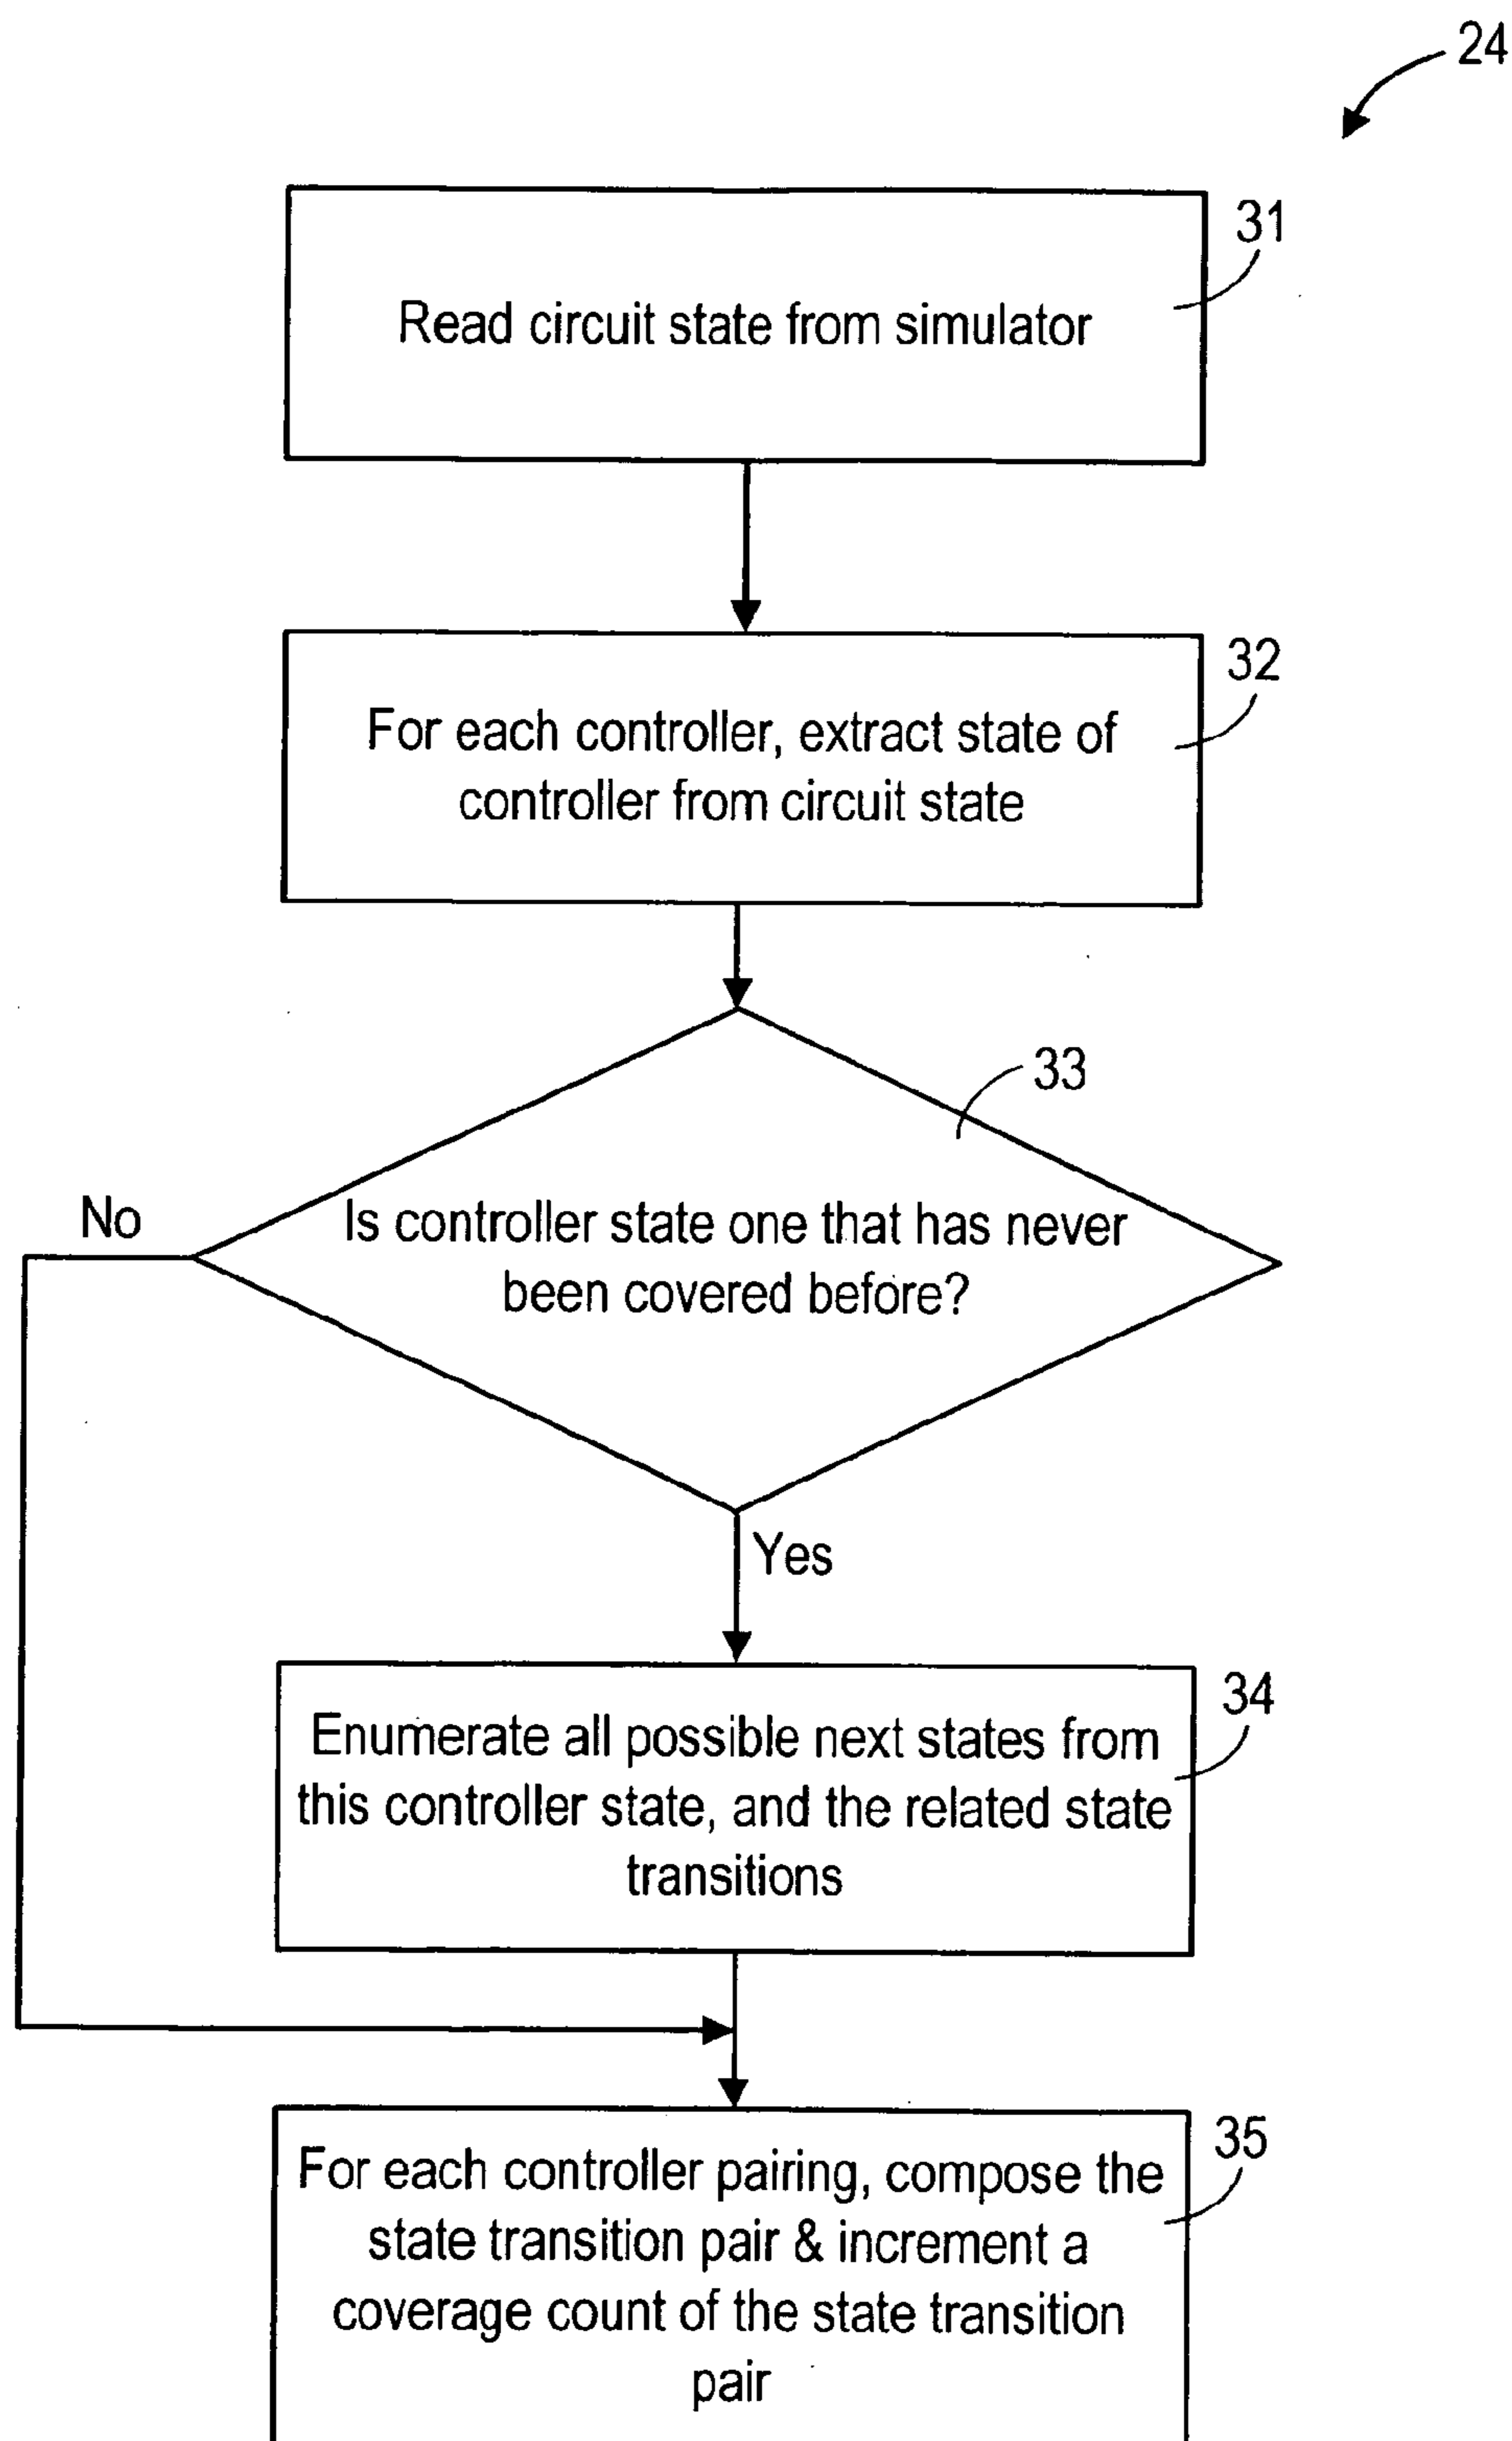 24
31
Read circuit state from simulator
32
For each controller, extract state of
controller from circuit state
33
No
Is controller state one that has never
been covered before?
Yes
34
Enumerate all possible next states from
this controller state, and the related state
transitions
35
For each controller pairing, compose the
state transition pair & increment a
coverage count of the state transition
pair